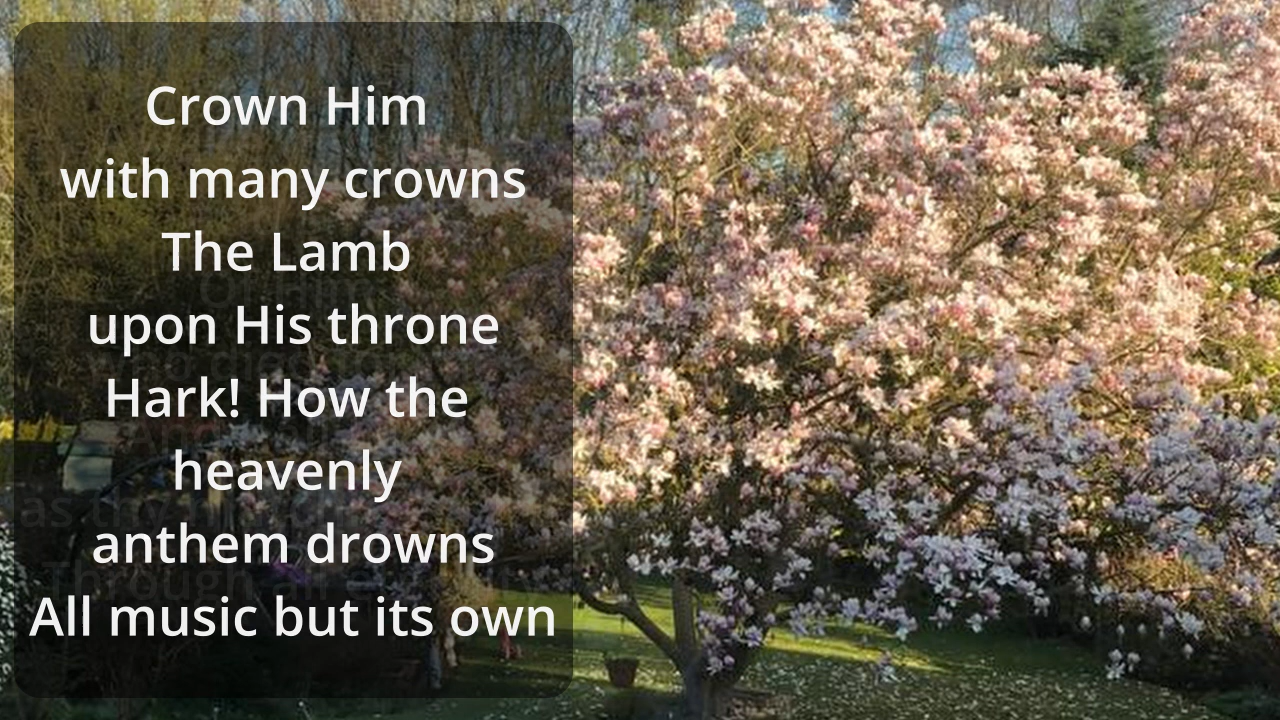 Crown Him
with many crowns
The Lamb
upon His throne
Hark! How the
heavenly
anthem drowns
All music but its own